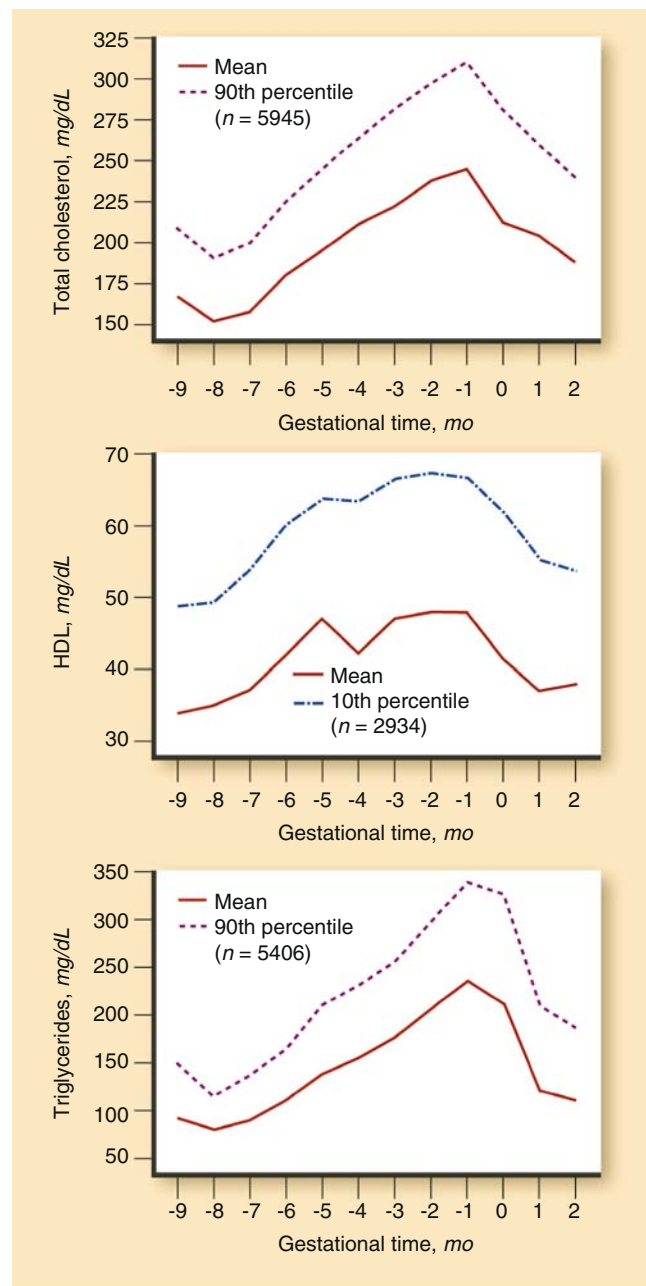 Total cholesterol, mg/dL
325
300
275
250
225
200
175
150
Mean
90th percentile
(n = 5945)
-9 -8 -7 -6 -5 -4 -3 -2 -1 0 1 2
Gestational time, mo
HDL, mg/dL
70
60
50
40
30
Mean
10th percentile
(n = 2934)
-9 -8 -7 -6 -5 -4 -3 -2 -1 0 1 2
Gestational time, mo
Triglycerides, mg/dL
350
300
250
200
150
100
50
Mean
90th percentile
(n = 5406)
-9 -8 -7 -6 -5 -4 -3 -2 -1 0 1 2
Gestational time, mo